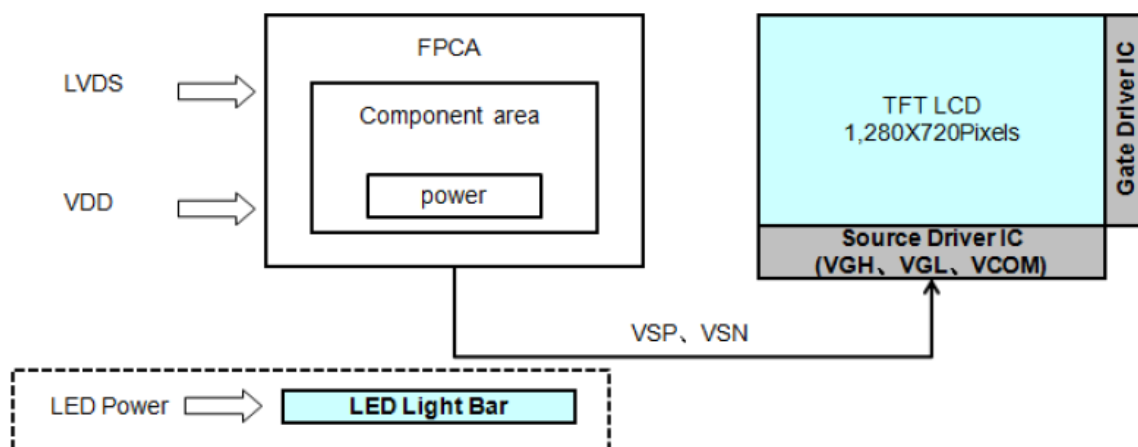 FPCA
LVDS
Component area
VDD
power
TFT LCD
1,280X720Pixels
Gate Driver IC
Source Driver IC
(VGH、VGL、VCOM)
VSP、VSN
LED Power
LED Light Bar